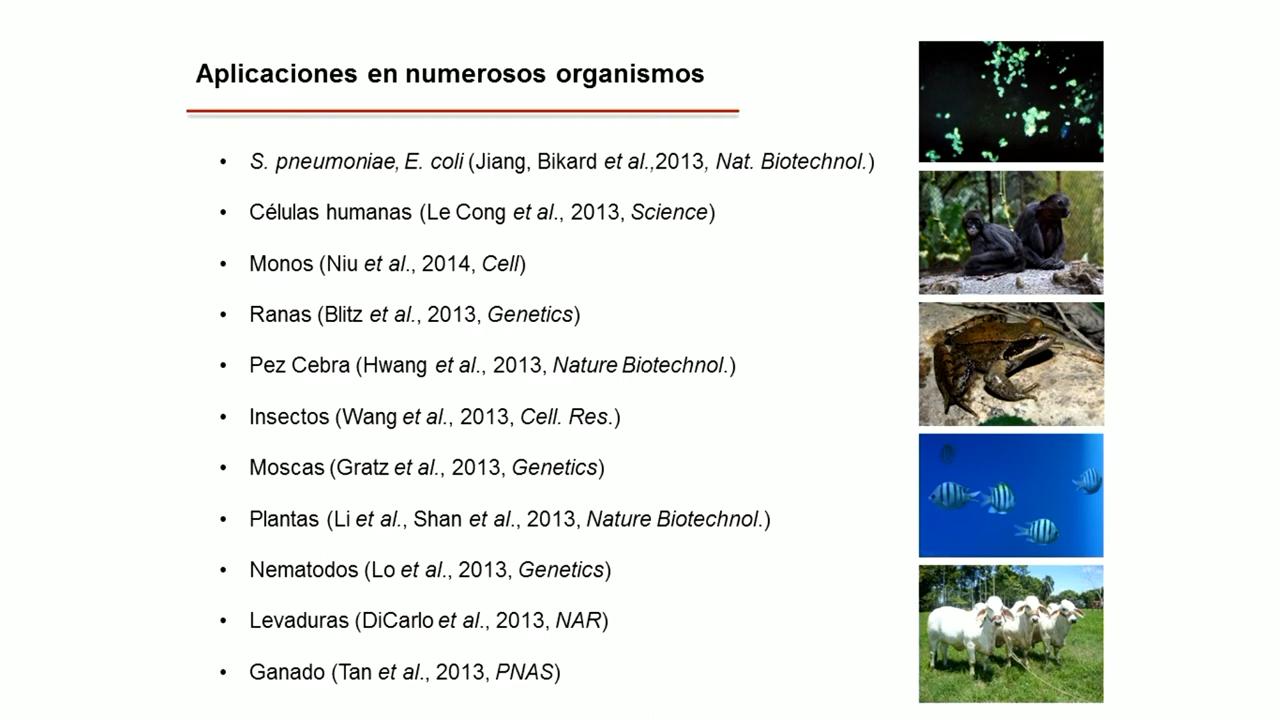 Aplicaciones en numerosos organismos
• S. pneumoniae, E. coli (Jiang, Bikard et al.,2013, Nat. Biotechnol.)
• Células humanas (Le Cong et al., 2013, Science)
• Monos (Niu et al., 2014, Cell)
• Ranas (Blitz et al., 2013, Genetics)
• Pez Cebra (Hwang et al., 2013, Nature Biotechnol.)
• Insectos (Wang et al., 2013, Cell. Res.)
• Moscas (Gratz et al., 2013, Genetics)
• Plantas (Li et al., Shan et al., 2013, Nature Biotechnol.)
• Nematodos (Lo et al., 2013, Genetics)
• Levaduras (DiCarlo et al., 2013, NAR)
• Ganado (Tan et al., 2013, PNAS)